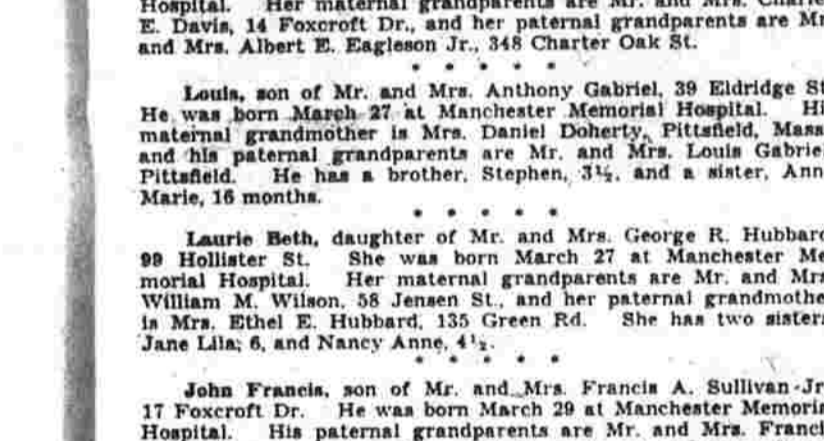 Hospital. Her maternal grandparents are Mr. and Mrs. Charle
E. Davis, 14 Foxcroft Dr., and her paternal grandparents are Mr
and Mrs. Albert E. Eagleson Jr., 348 Charter Oak St.
* * * * *
Louis, son of Mr. and Mrs. Anthony Gabriel, 39 Eldridge St
He was born March 27 at Manchester Memorial Hospital. Hi
maternal grandmother is Mrs. Daniel Doherty, Pittsfield, Mass
and his paternal grandparents are Mr. and Mrs. Louis Gabrie
Pittsfield. He has a brother, Stephen, 3½, and a sister, Ann
Marie, 16 months.
* * * * *
Laurie Beth, daughter of Mr. and Mrs. George R. Hubbard
99 Hollister St. She was born March 27 at Manchester Me
morial Hospital. Her maternal grandparents are Mr. and Mrs
William M. Wilson, 58 Jensen St., and her paternal grandmothe
is Mrs. Ethel E. Hubbard, 135 Green Rd. She has two sisters
Jane Lila; 6, and Nancy Anne, 4½.
* * * * *
John Francis, son of Mr. and Mrs. Francis A. Sullivan Jr
17 Foxcroft Dr. He was born March 29 at Manchester Memoria
Hospital. His paternal grandparents are Mr. and Mrs. Franci